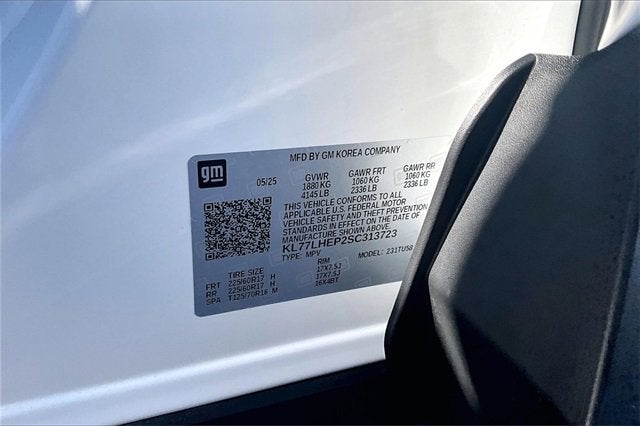 gm
MFD BY GM KOREA COMPANY
05/25 GVWR GAWR FRT GAWR RR
1880 KG 1060 KG 1060 KG
4145 LB 2336 LB 2336 LB
THIS VEHICLE CONFORMS TO ALL
APPLICABLE U.S. FEDERAL MOTOR
VEHICLE SAFETY AND THEFT PREVENTION
STANDARDS IN EFFECT ON THE DATE OF
MANUFACTURE SHOWN ABOVE.
KL77LHEP2SC313723
TYPE: MPV MODEL: 231TU58
TIRE SIZE RIM
FRT 225/60R17 H 17X7.5J
RR 225/60R17 H 17X7.5J
SPA T125/70R16 M 16X4BT